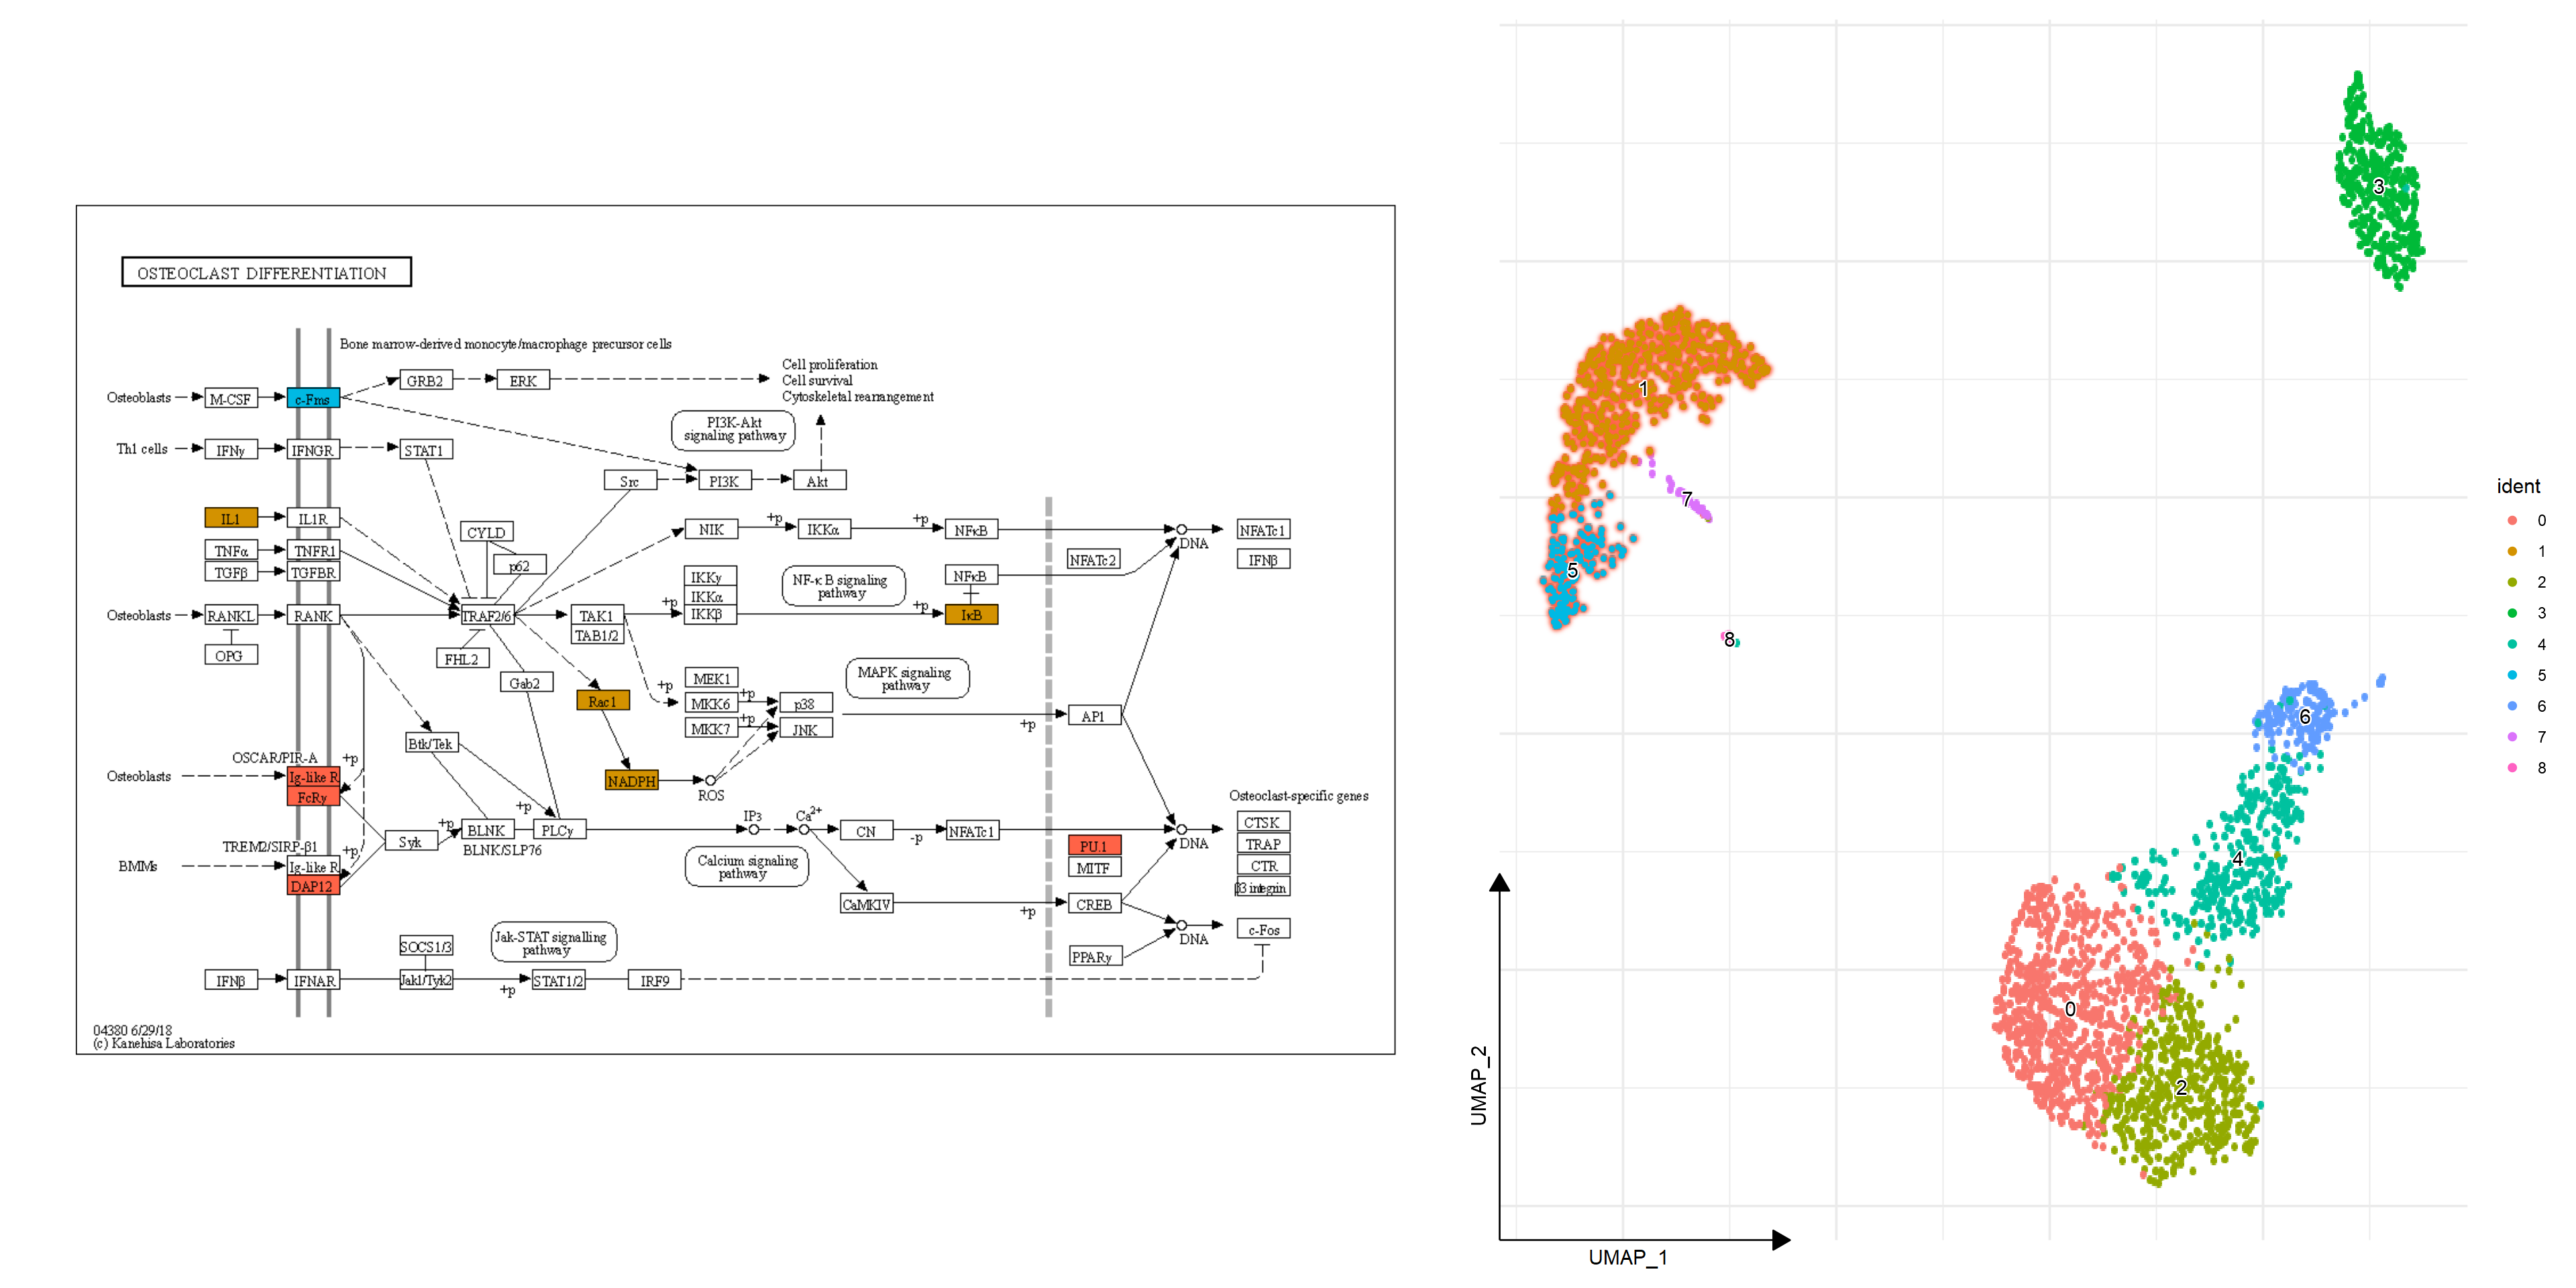 OSTEOCLAST DIFFERENTIATION
Bone marrow-derived monocyte/macrophage precursor cells
Cell proliferation
Cell survival
Cytoskeletal rearrangement
Osteoblasts
M-CSF
c-Fms
GRB2
ERK
PI3K-Akt
signaling pathway
Th1 cells
IFNγ
IFNGR
STAT1
Src
PI3K
Akt
IL1
IL1R
CYLD
NIK
+p
IKKα
+p
NFκB
DNA
NFATc1
TNFα
TNFR1
p62
NFATc2
IFNβ
TGFβ
TGFBR
IKKγ
IKKα
IKKβ
NF-κ B signaling
pathway
NFκB
Osteoblasts
RANKL
RANK
TRAF2/6
TAK1
TAB1/2
+p
+p
IκB
OPG
FHL2
Gab2
MAPK signaling
pathway
Rac1
+p
MEK1
MKK6
+p
p38
MKK7
+p
JNK
+p
AP1
Btk/Tek
OSCAR/PIR-A
+p
Osteoblasts
Ig-like R
FcRγ
NADPH
ROS
Osteoclast-specific genes
+p
+p
BLNK
PLCγ
BLNK/SLP76
IP3
Ca2+
CN
-p
NFATc1
PU.1
MITF
DNA
CTSK
TRAP
CTR
β3 integrin
Syk
TREM2/SIRP-β1
+p
BMMs
Ig-like R
DAP12
Calcium signaling
pathway
CaMKIV
+p
CREB
DNA
c-Fos
PPARγ
SOCS1/3
Jak-STAT signalling
pathway
IFNβ
IFNAR
Jak1/Tyk2
+p
STAT1/2
IRF9
04380 6/29/18
(c) Kanehisa Laboratories
3
1
7
5
8
6
4
0
2
UMAP_2
UMAP_1
ident
0
1
2
3
4
5
6
7
8